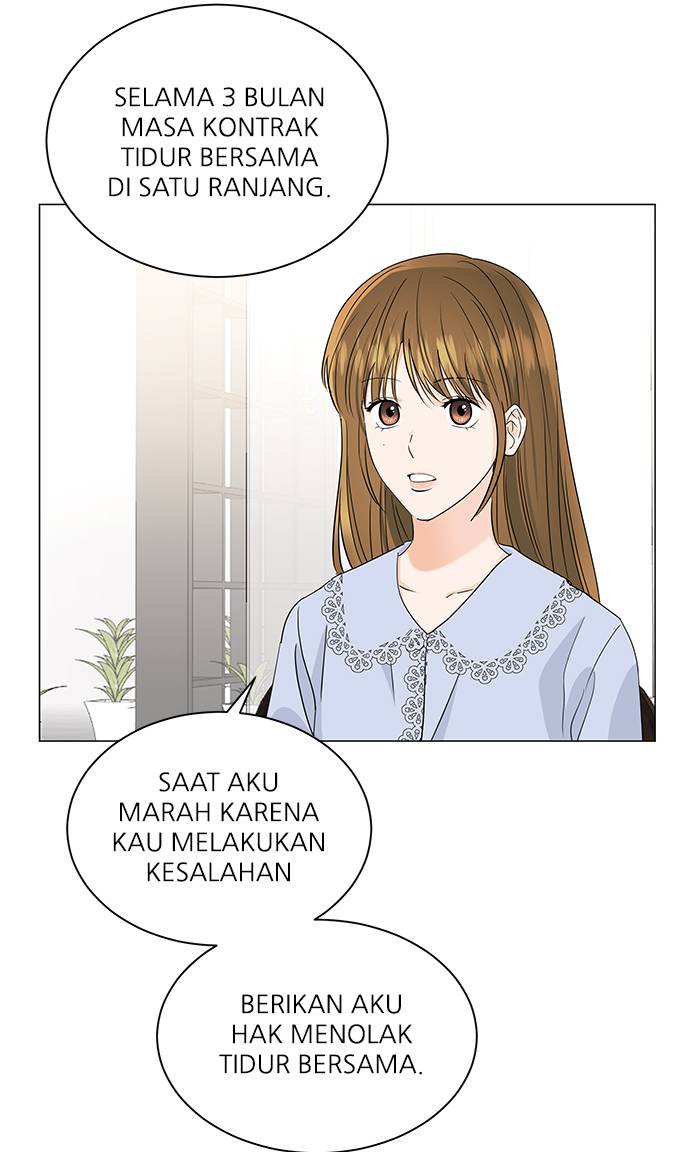 SELAMA 3 BULAN
MASA KONTRAK
TIDUR BERSAMA
DI SATU RANJANG.
SAAT AKU
MARAH KARENA
KAU MELAKUKAN
KESALAHAN
BERIKAN AKU
HAK MENOLAK
TIDUR BERSAMA.